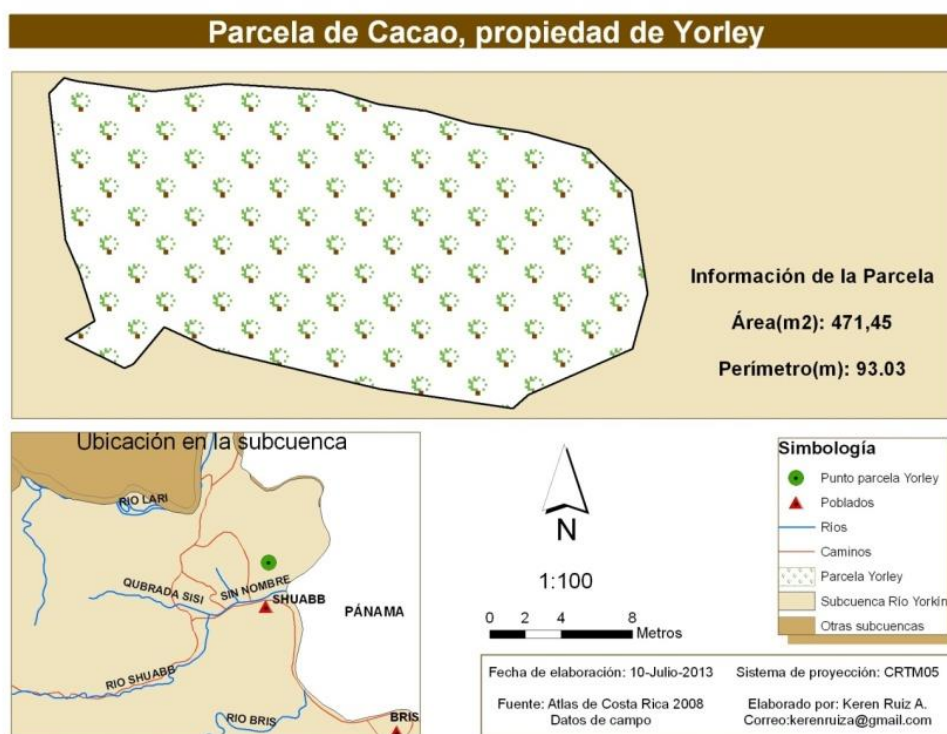 Parcela de Cacao, propiedad de Yorley
Información de la Parcela
Área(m2): 471,45
Perímetro(m): 93.03
Ubicación en la subcuenca
RIO LARI
QUBRADA SISI
SIN NOMBRE
SHUABB
PÁNAMA
RIO SHUABB
RIO BRIS
BRIS
N
1:100
0 2 4 8
Metros
Simbología
Punto parcela Yorley
Poblados
Ríos
Caminos
Parcela Yorley
Subcuenca Río Yorkín
Otras subcuencas
Fecha de elaboración: 10-Julio-2013
Sistema de proyección: CRTM05
Fuente: Atlas de Costa Rica 2008
Datos de campo
Elaborado por: Keren Ruiz A.
Correo:kerenruiza@gmail.com